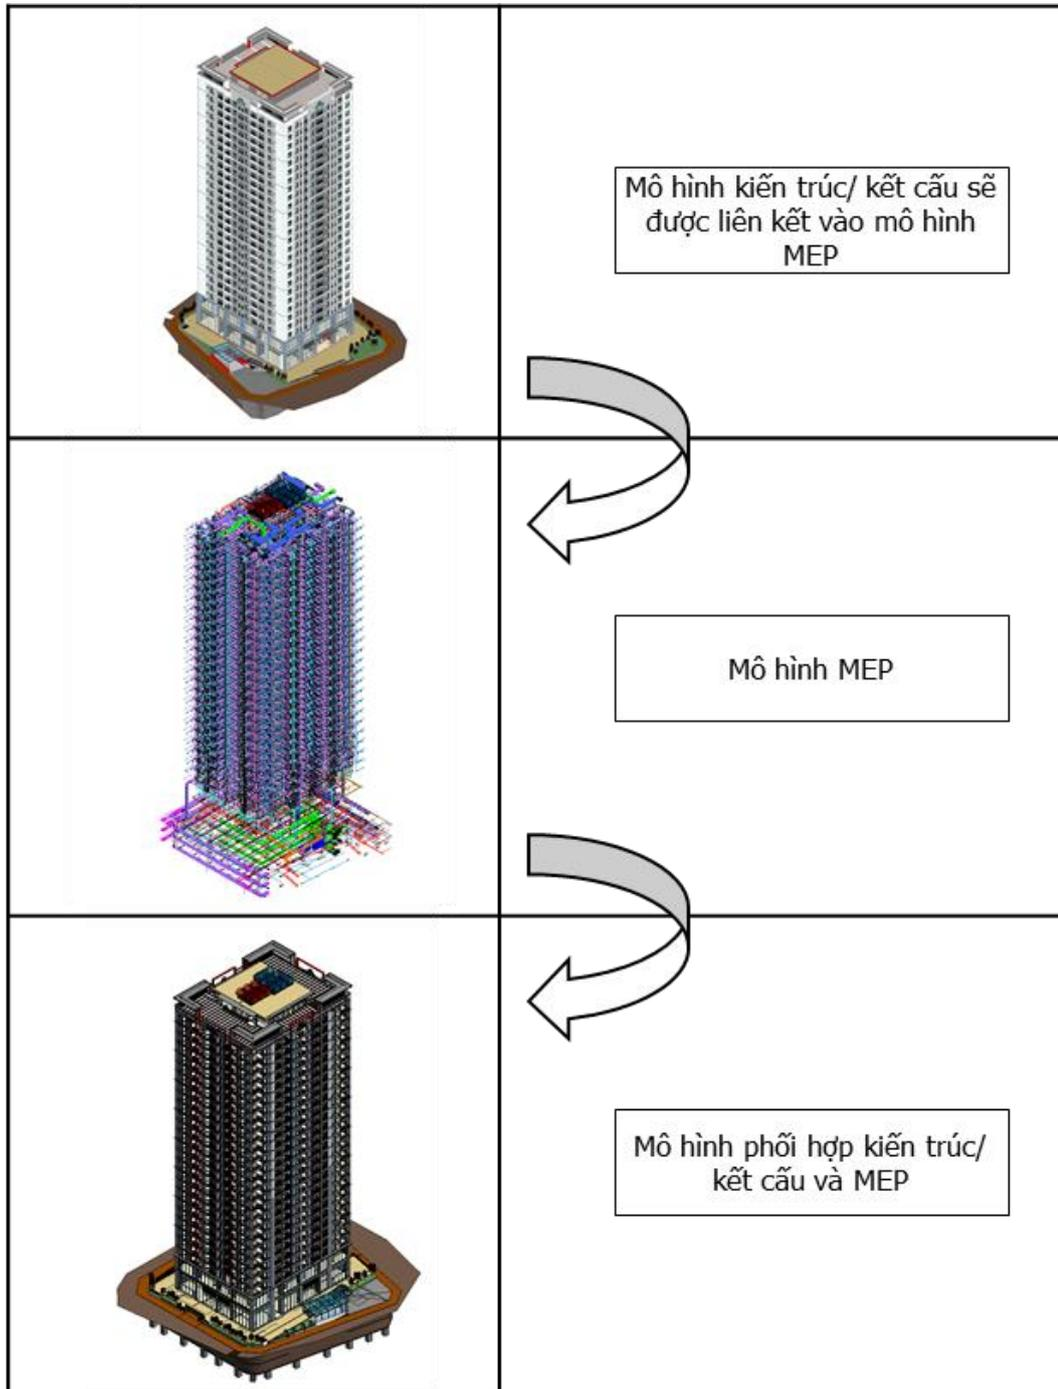 Mô hình kiến trúc/ kết cấu sẽ
được liên kết vào mô hình
MEP
Mô hình MEP
Mô hình phối hợp kiến trúc/
kết cấu và MEP